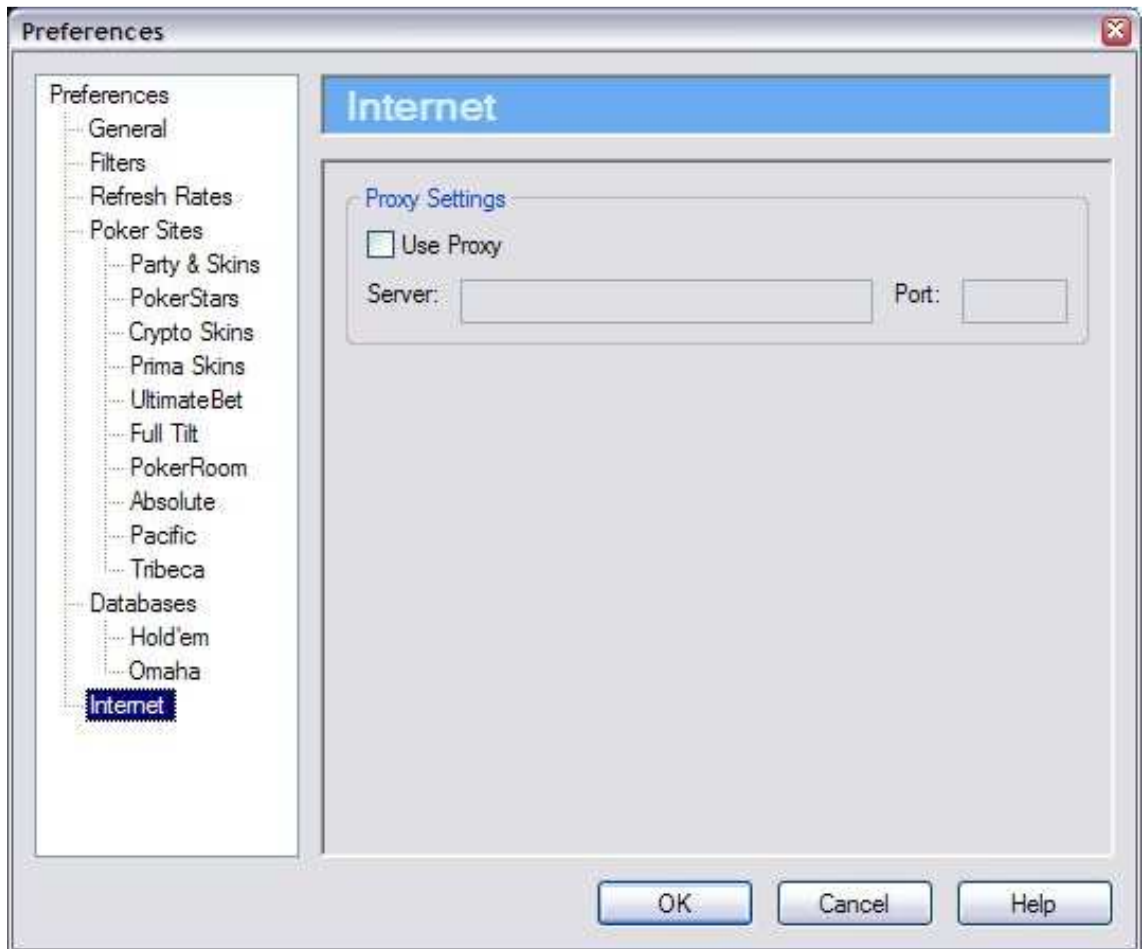 Preferences
Preferences
General
Filters
Refresh Rates
Poker Sites
Party & Skins
PokerStars
Crypto Skins
Prima Skins
UltimateBet
Full Tilt
PokerRoom
Absolute
Pacific
Tribeca
Databases
Hold'em
Omaha
Internet
Internet
Proxy Settings
Use Proxy
Server: Port:
OK Cancel Help